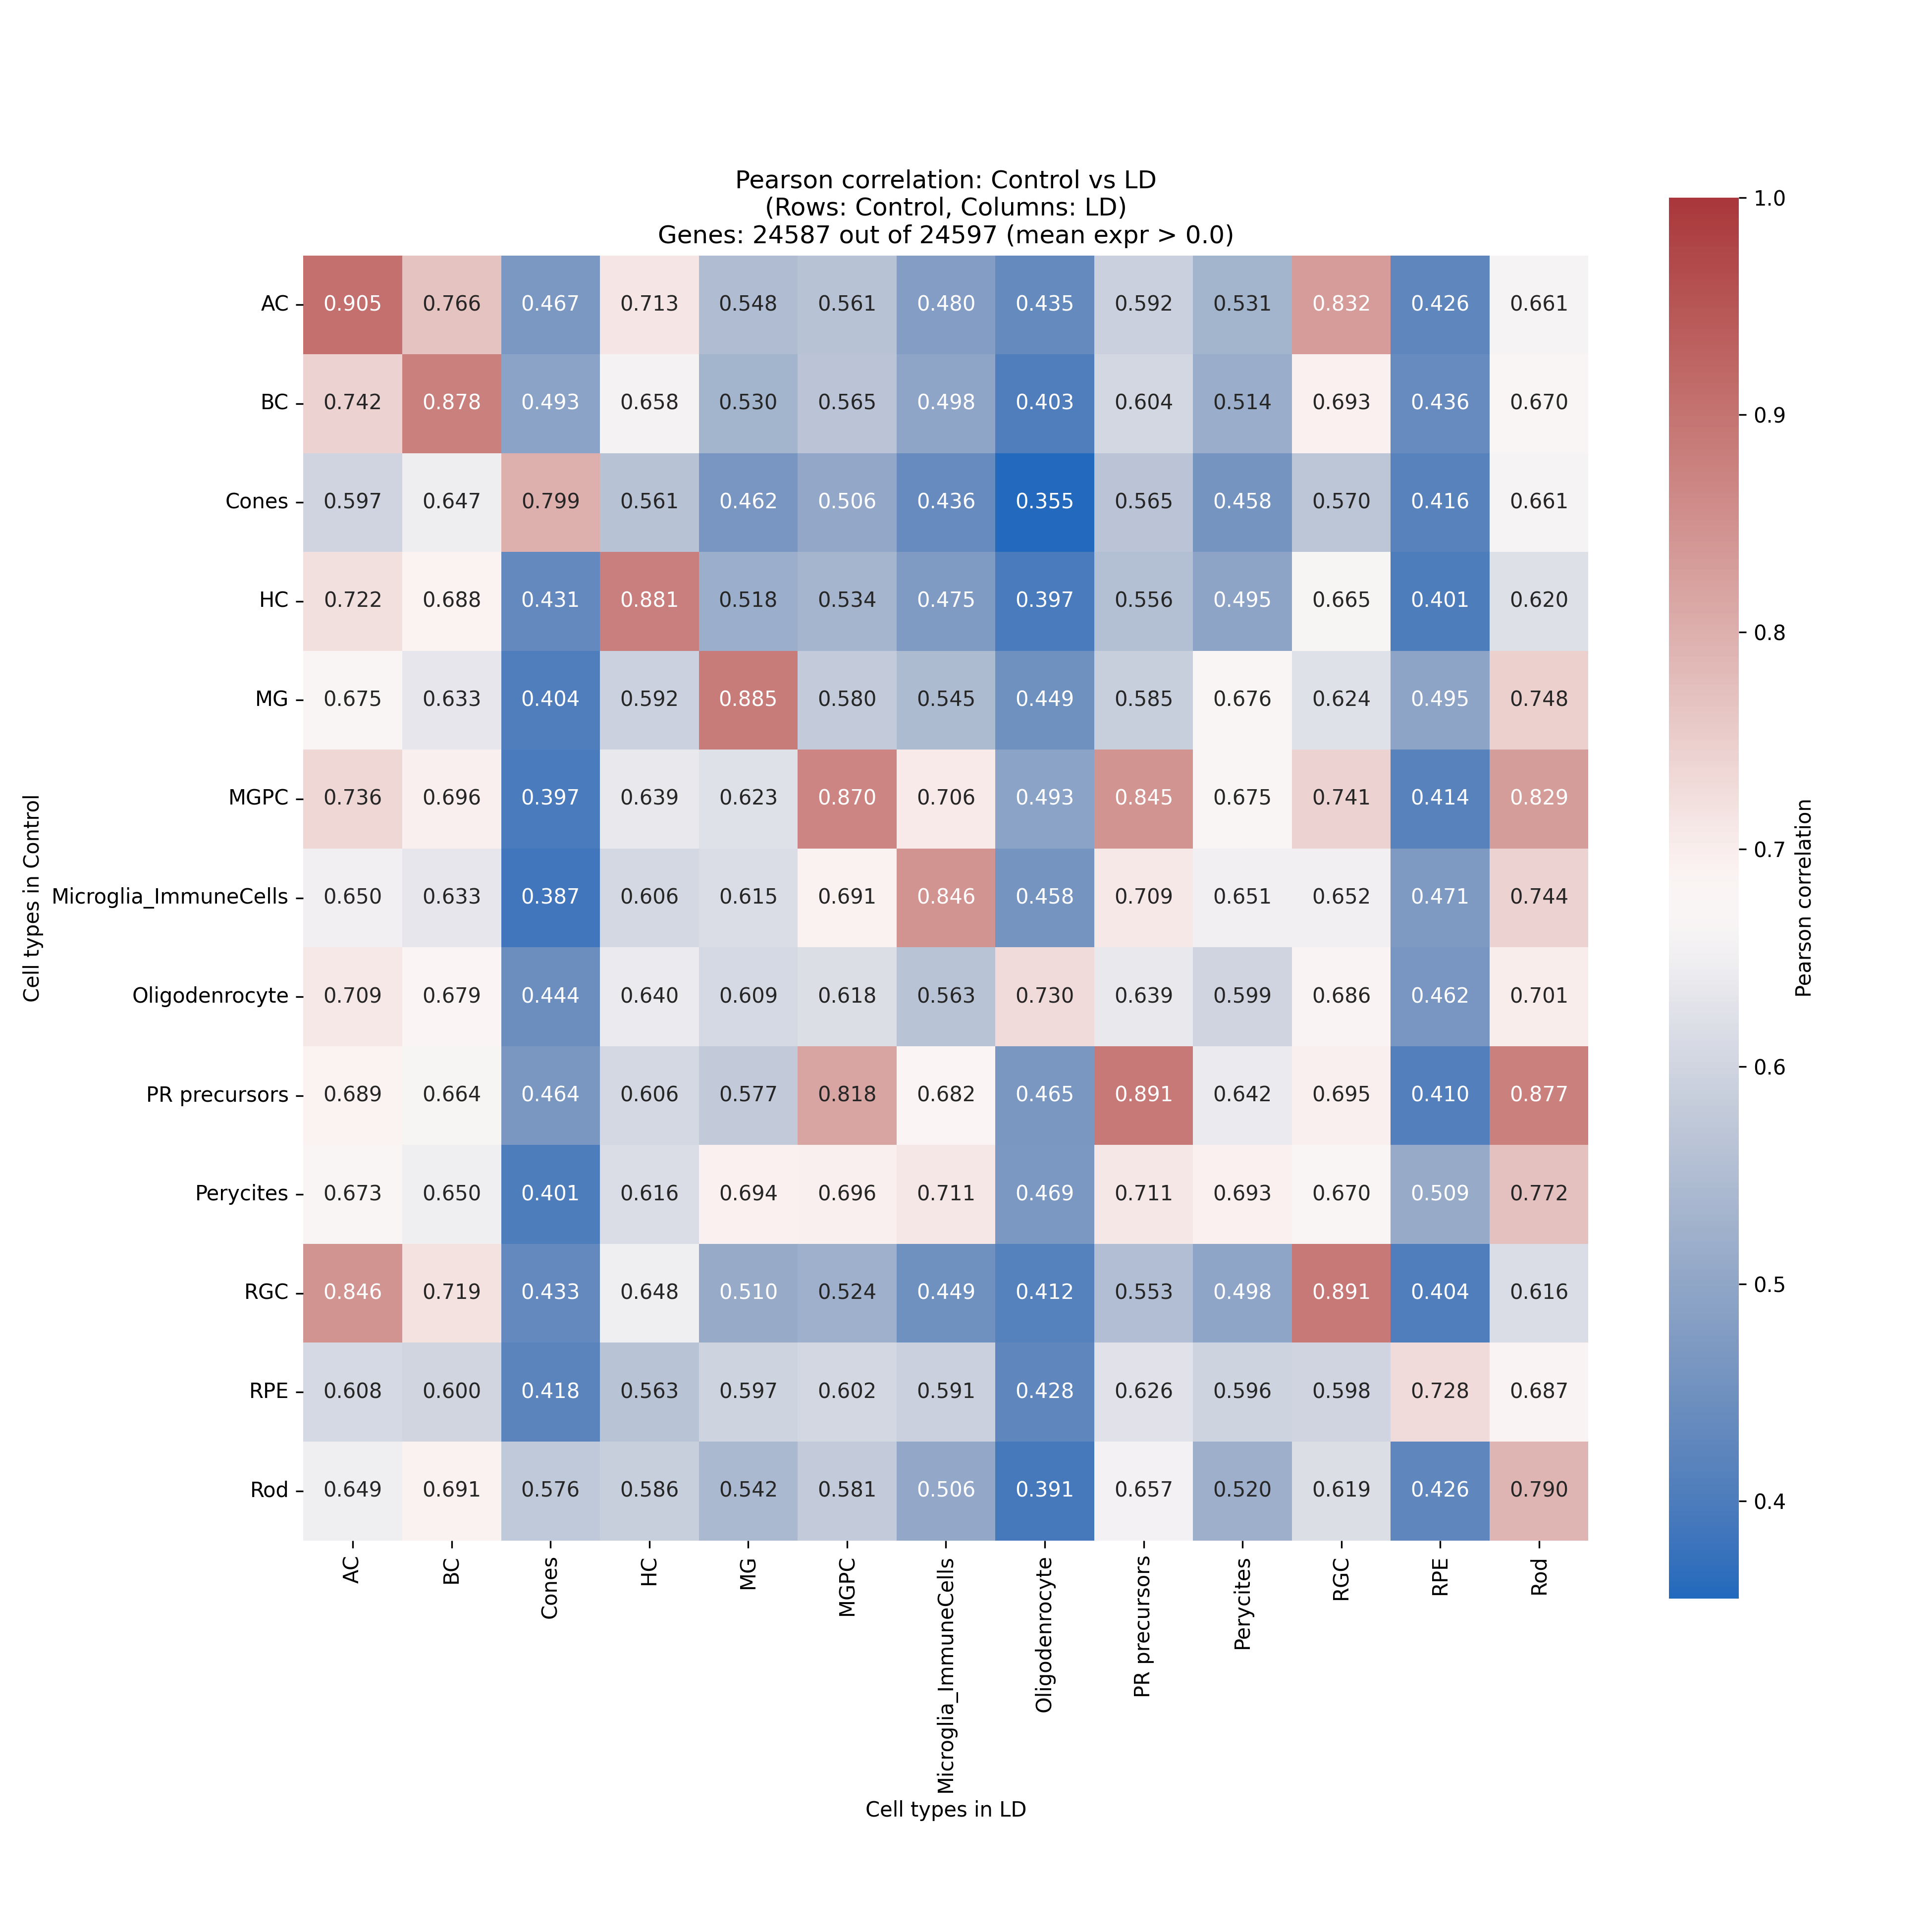 Pearson correlation: Control vs LD
(Rows: Control, Columns: LD)
Genes: 24587 out of 24597 (mean expr > 0.0)
AC 0.905 0.766 0.467 0.713 0.548 0.561 0.480 0.435 0.592 0.531 0.832 0.426 0.661
BC 0.742 0.878 0.493 0.658 0.530 0.565 0.498 0.403 0.604 0.514 0.693 0.436 0.670
Cones 0.597 0.647 0.799 0.561 0.462 0.506 0.436 0.355 0.565 0.458 0.570 0.416 0.661
HC 0.722 0.688 0.431 0.881 0.518 0.534 0.475 0.397 0.556 0.495 0.665 0.401 0.620
MG 0.675 0.633 0.404 0.592 0.885 0.580 0.545 0.449 0.585 0.676 0.624 0.495 0.748
MGPC 0.736 0.696 0.397 0.639 0.623 0.870 0.706 0.493 0.845 0.675 0.741 0.414 0.829
Microglia_ImmuneCells 0.650 0.633 0.387 0.606 0.615 0.691 0.846 0.458 0.709 0.651 0.652 0.471 0.744
Oligodenrocyte 0.709 0.679 0.444 0.640 0.609 0.618 0.563 0.730 0.639 0.599 0.686 0.462 0.701
PR precursors 0.689 0.664 0.464 0.606 0.577 0.818 0.682 0.465 0.891 0.642 0.695 0.410 0.877
Perycites 0.673 0.650 0.401 0.616 0.694 0.696 0.711 0.469 0.711 0.693 0.670 0.509 0.772
RGC 0.846 0.719 0.433 0.648 0.510 0.524 0.449 0.412 0.553 0.498 0.891 0.404 0.616
RPE 0.608 0.600 0.418 0.563 0.597 0.602 0.591 0.428 0.626 0.596 0.598 0.728 0.687
Rod 0.649 0.691 0.576 0.586 0.542 0.581 0.506 0.391 0.657 0.520 0.619 0.426 0.790
AC BC Cones HC MG MGPC Microglia_ImmuneCells Oligodenrocyte PR precursors Perycites RGC RPE Rod
Cell types in LD
Cell types in Control
1.0
0.9
0.8
0.7
0.6
0.5
0.4
Pearson correlation